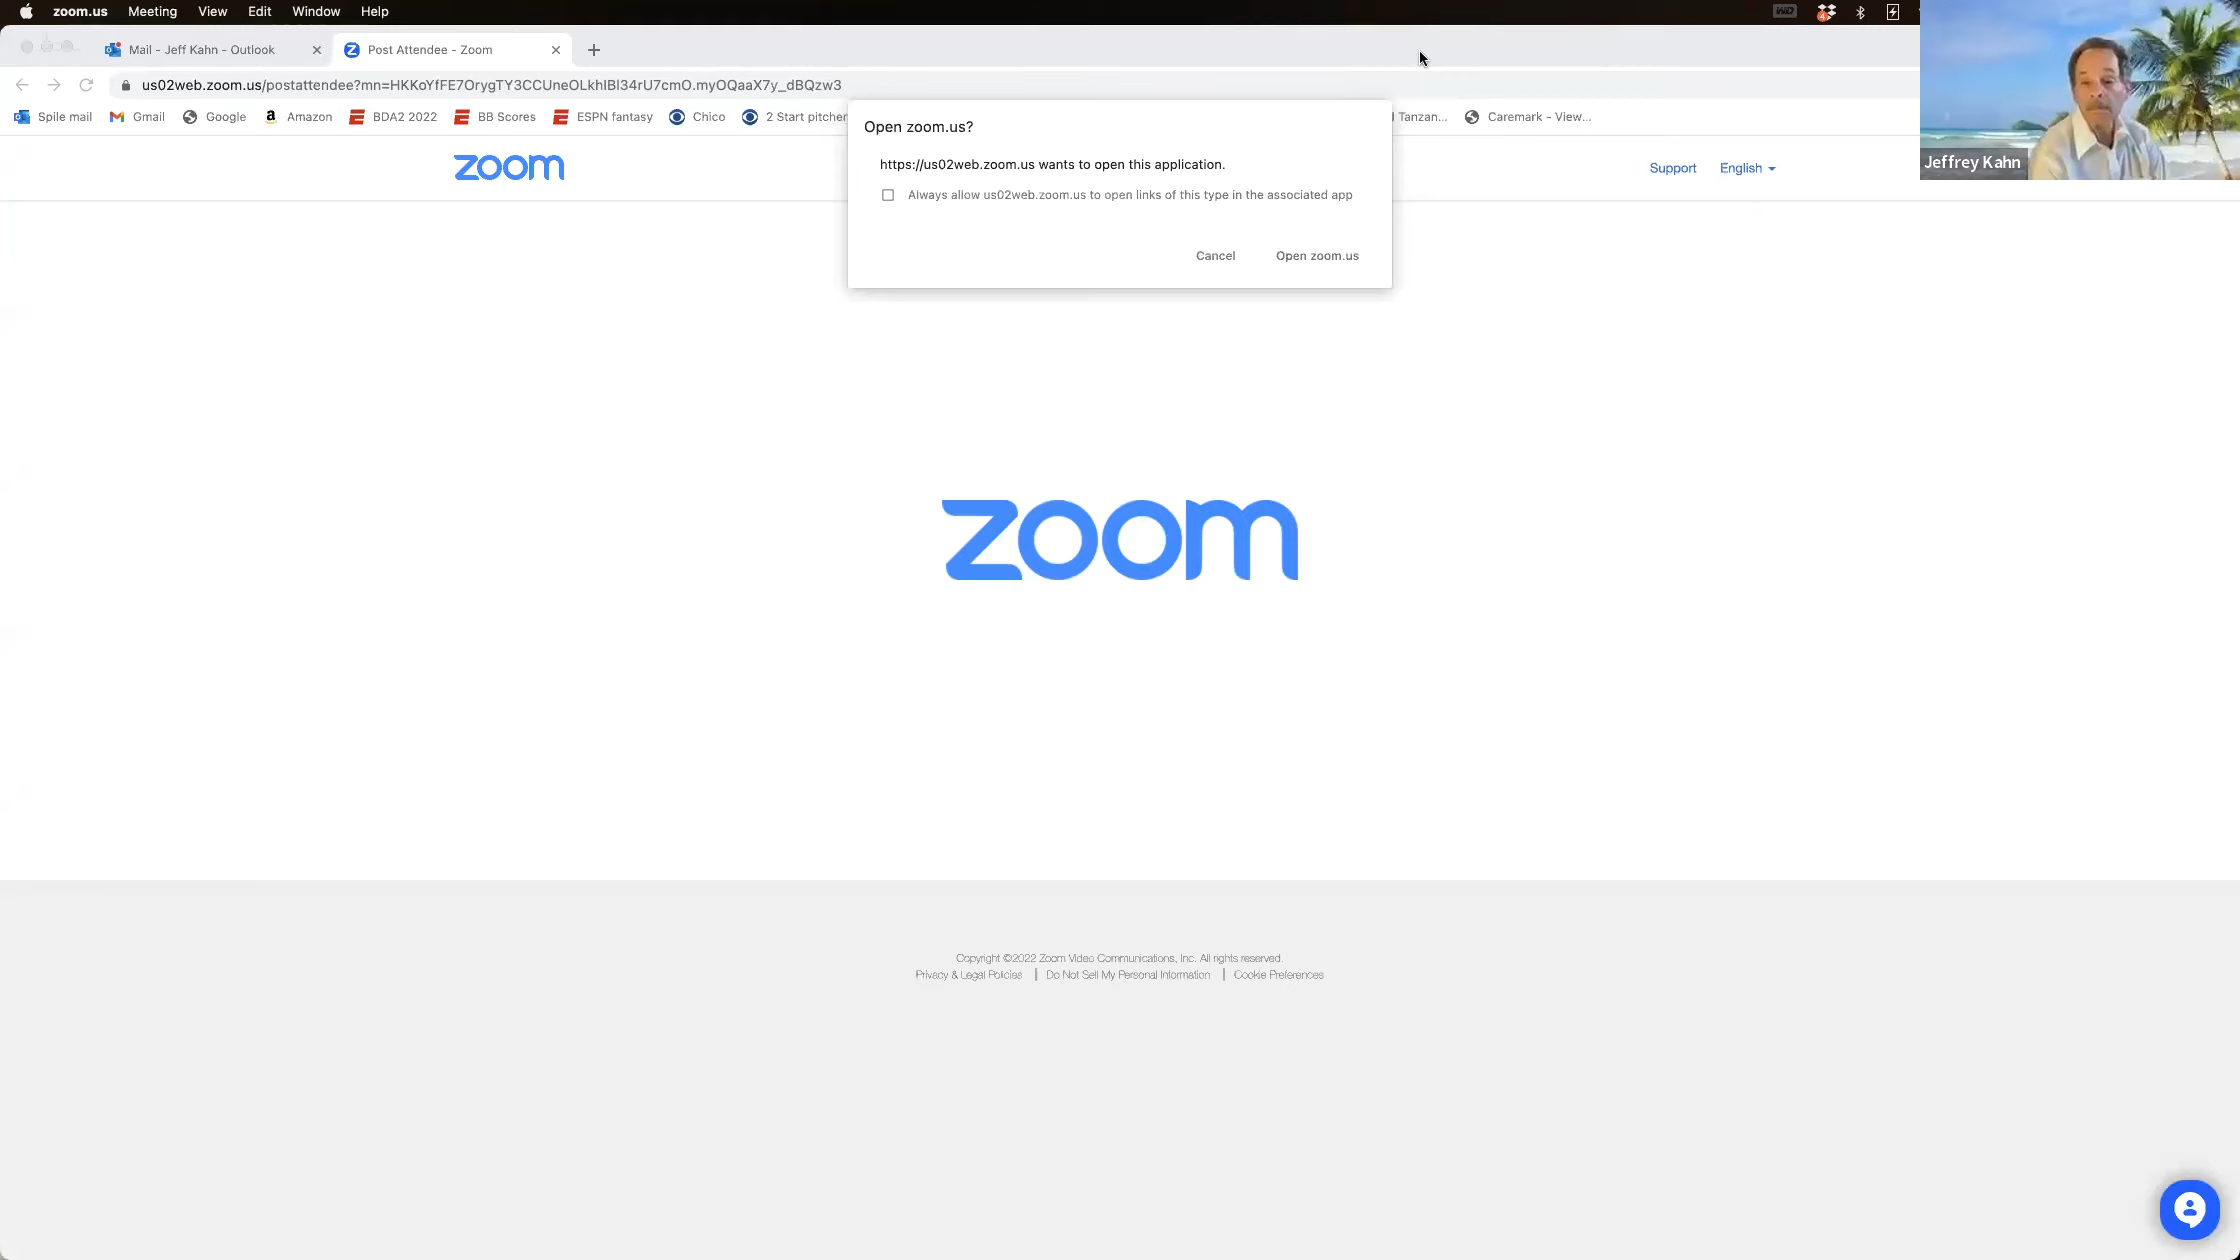 zoom.us Meeting View Edit Window Help
Mail - Jeff Kahn - Outlook Post Attendee - Zoom
us02web.zoom.us/postattendee?mn=HKKoYfFE7OrygTY3CCUneOLkhIBl34rU7cmO.myOQaaX7y_dBQzw3
Spile mail Gmail Google Amazon BDA2 2022 BB Scores ESPN fantasy Chico 2 Start pitcher Tanzan... Caremark - View...
Open zoom.us?
https://us02web.zoom.us wants to open this application.
Always allow us02web.zoom.us to open links of this type in the associated app
Cancel Open zoom.us
zoom
Support English
Jeffrey Kahn
zoom
Copyright ©2022 Zoom Video Communications, Inc. All rights reserved.
Privacy & Legal Policies | Do Not Sell My Personal Information | Cookie Preferences